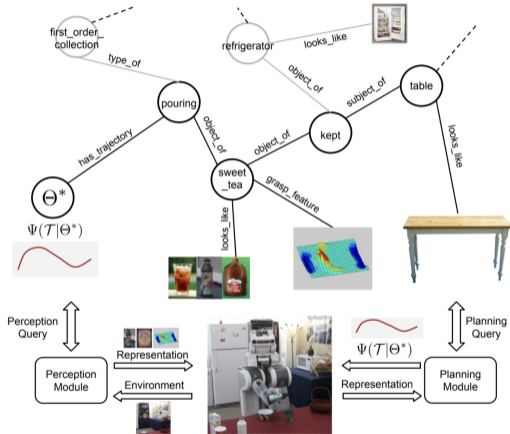 first_order_
collection
refrigerator
looks_like
type_of
object_of
table
subject_of
pouring
kept
object_of
object_of
looks_like
has_trajectory
sweet
_tea
grasp_feature
Θ*
looks_like
Ψ(𝒯|Θ*)
Perception
Query
Planning
Query
Representation
Ψ(𝒯|Θ*)
Perception
Module
Environment
Representation
Planning
Module